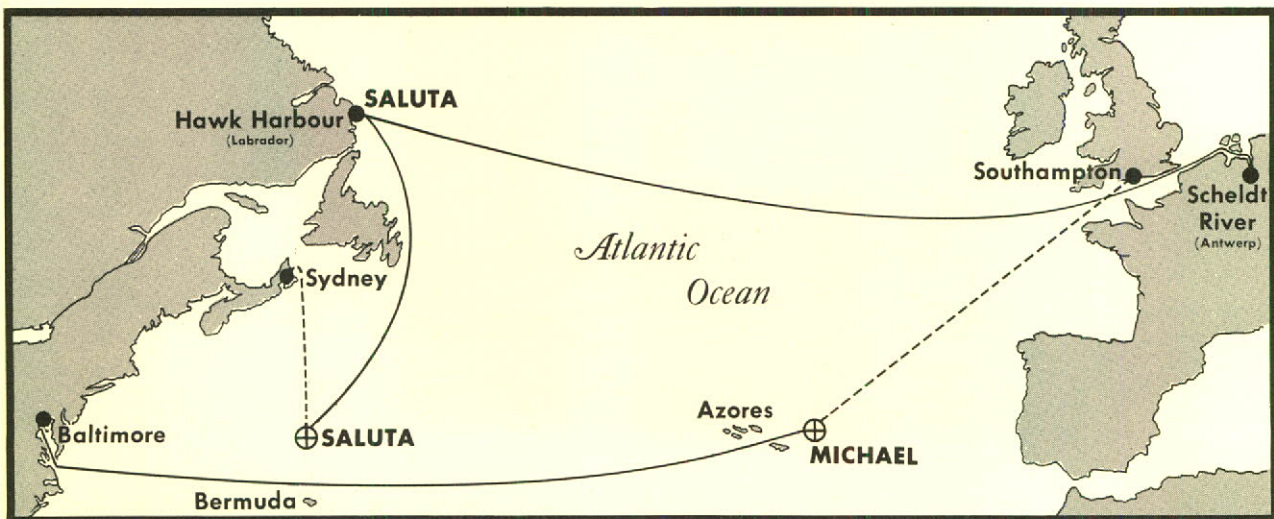 SALUTA
Hawk Harbour
(Labrador)
Southampton
Scheldt
River
(Antwerp)
Atlantic
Ocean
Sydney
Azores
Baltimore
SALUTA
MICHAEL
Bermuda